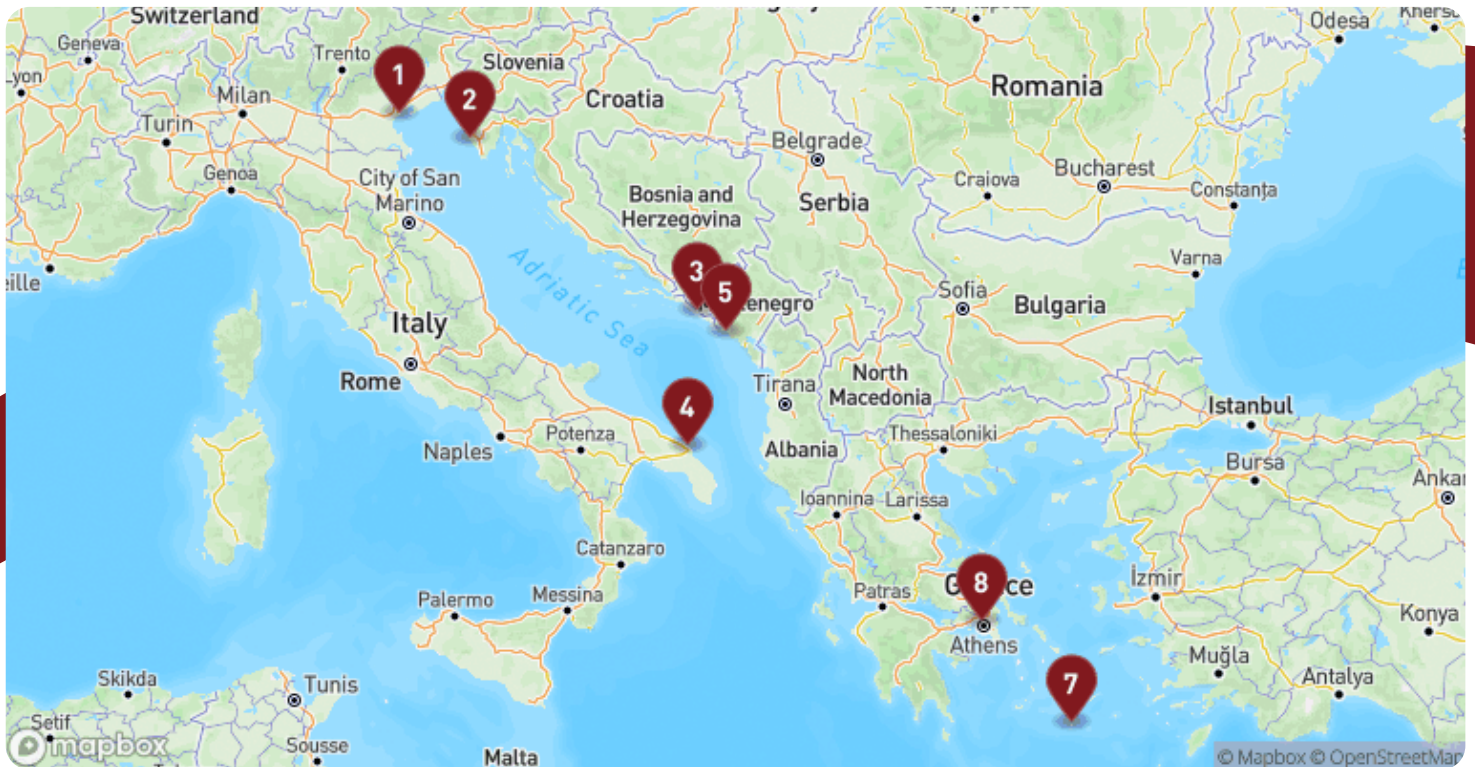 Switzerland
Odesa
Khers
Geneva
Trento
Slovenia
Lyon
Milan
Croatia
Romania
1
2
Turin
Belgrade
Genoa
City of San
Marino
Bosnia and
Herzegovina
Serbia
Craiova
Bucharest
Constanța
Varna
eille
Adriatic Sea
3
5
enegro
Sofia
Bulgaria
Italy
Rome
Tirana
North
Macedonia
Istanbul
4
Naples
Potenza
Albania
Thessaloniki
Bursa
Ankar
Ioannina
Larissa
Catanzaro
Palermo
Messina
Patras
G
ce
8
Athens
İzmir
Konya
Skikda
Tunis
7
Muğla
Antalya
Setif
mapbox
Sousse
Malta
© Mapbox © OpenStreetMap